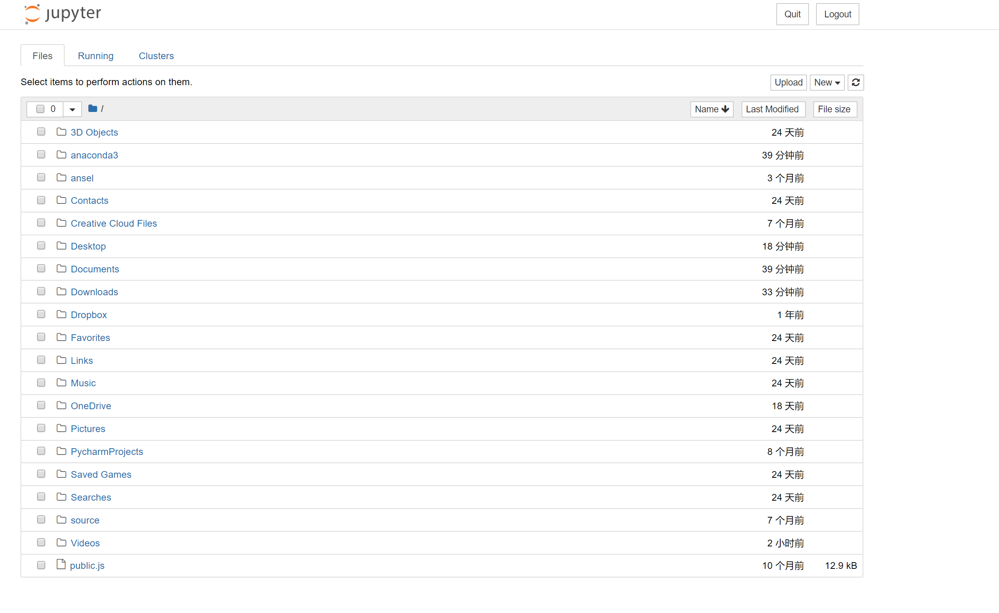 jupyter Quit Logout
Files Running Clusters
Select items to perform actions on them. Upload New
0 / Name Last Modified File size
3D Objects 24 天前
anaconda3 39 分钟前
ansel 3 个月前
Contacts 24 天前
Creative Cloud Files 7 个月前
Desktop 18 分钟前
Documents 39 分钟前
Downloads 33 分钟前
Dropbox 1 年前
Favorites 24 天前
Links 24 天前
Music 24 天前
OneDrive 18 天前
Pictures 24 天前
PycharmProjects 8 个月前
Saved Games 24 天前
Searches 24 天前
source 7 个月前
Videos 2 小时前
public.js 10 个月前 12.9 kB